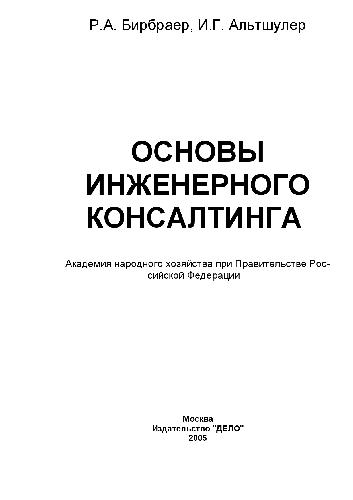 Р.А. Бирбраер, И.Г. Альтшулер
ОСНОВЫ
ИНЖЕНЕРНОГО
КОНСАЛТИНГА
Академия народного хозяйства при Правительстве Рос-
сийской Федерации
Москва
Издательство "ДЕЛО"
2005